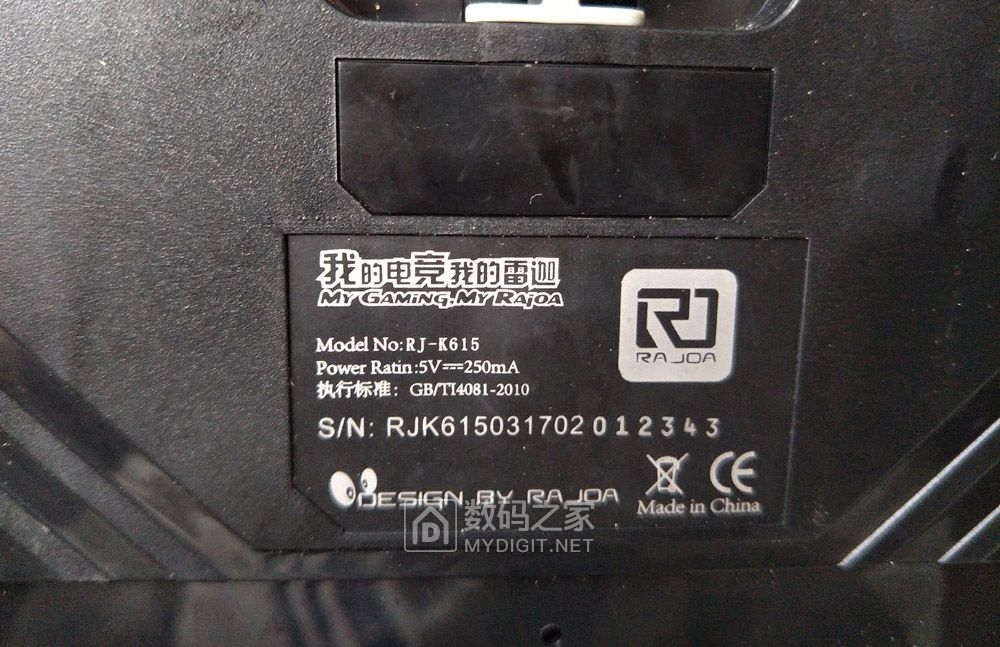 我的电竞我的雷迦
MY GAMING,MY RAJOA
RJ
RAJOA
Model No:RJ-K615
Power Ratin:5V⎓250mA
执行标准：GB/TI4081-2010
S/N: RJK615031702012343
DESIGN BY RAJOA
CE
Made in China
数码之家
MYDIGIT.NET